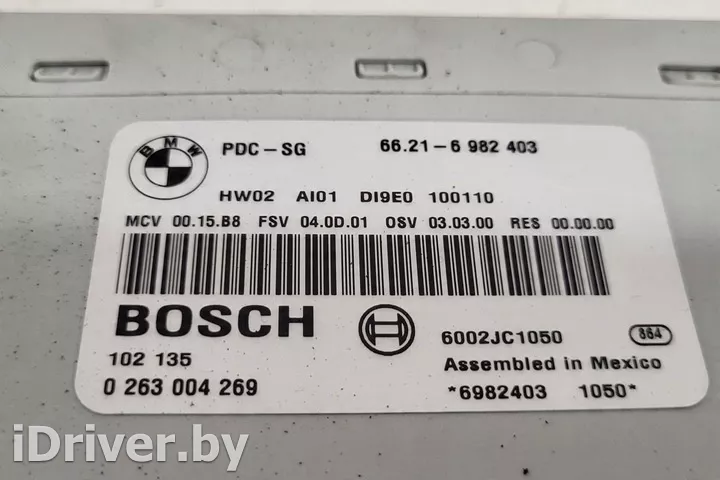 BMW
PDC-SG 66.21-6 982 403
HW02 AI01 DI9E0 100110
MCV 00.15.B8 FSV 04.0D.01 OSV 03.03.00 RES 00.00.00
BOSCH
6002JC1050 864
102 135 Assembled in Mexico
0 263 004 269 *6982403 1050*
iDriver.by